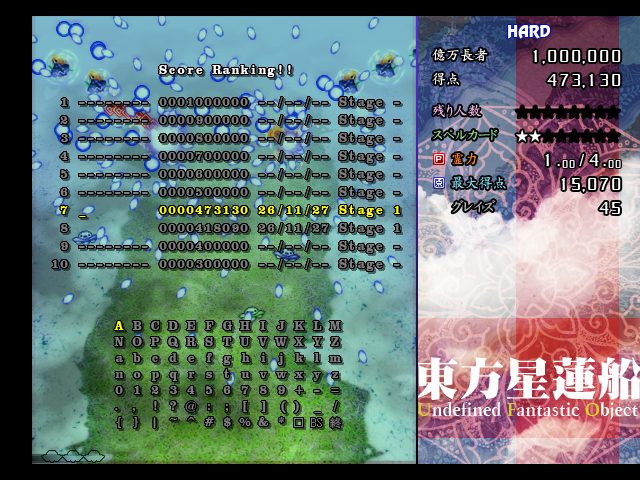 Score Ranking!!
1 -------- 0001000000 --/--/-- Stage -
2 -------- 0000900000 --/--/-- Stage -
3 -------- 0000800000 --/--/-- Stage -
4 -------- 0000700000 --/--/-- Stage -
5 -------- 0000600000 --/--/-- Stage -
6 -------- 0000500000 --/--/-- Stage -
7 _ 0000473130 26/11/27 Stage 1
8 0000418090 26/11/27 Stage 1
9 -------- 0000400000 --/--/-- Stage -
10 -------- 0000300000 --/--/-- Stage -
A B C D E F G H I J K L M
N O P Q R S T U V W X Y Z
a b c d e f g h i j k l m
n o p q r s t u v w x y z
0 1 2 3 4 5 6 7 8 9 + - =
. , ! ? @ : ; [ ] ( ) _ /
{ } | ~ ^ # $ % & * □ BS 終
HARD
億万長者 1,000,000
得点 473,130
残り人数
スペルカード ★★
P 霊力 1.00/4.00
点 最大得点 15,070
グレイズ 45
東方星蓮船
Undefined Fantastic Object